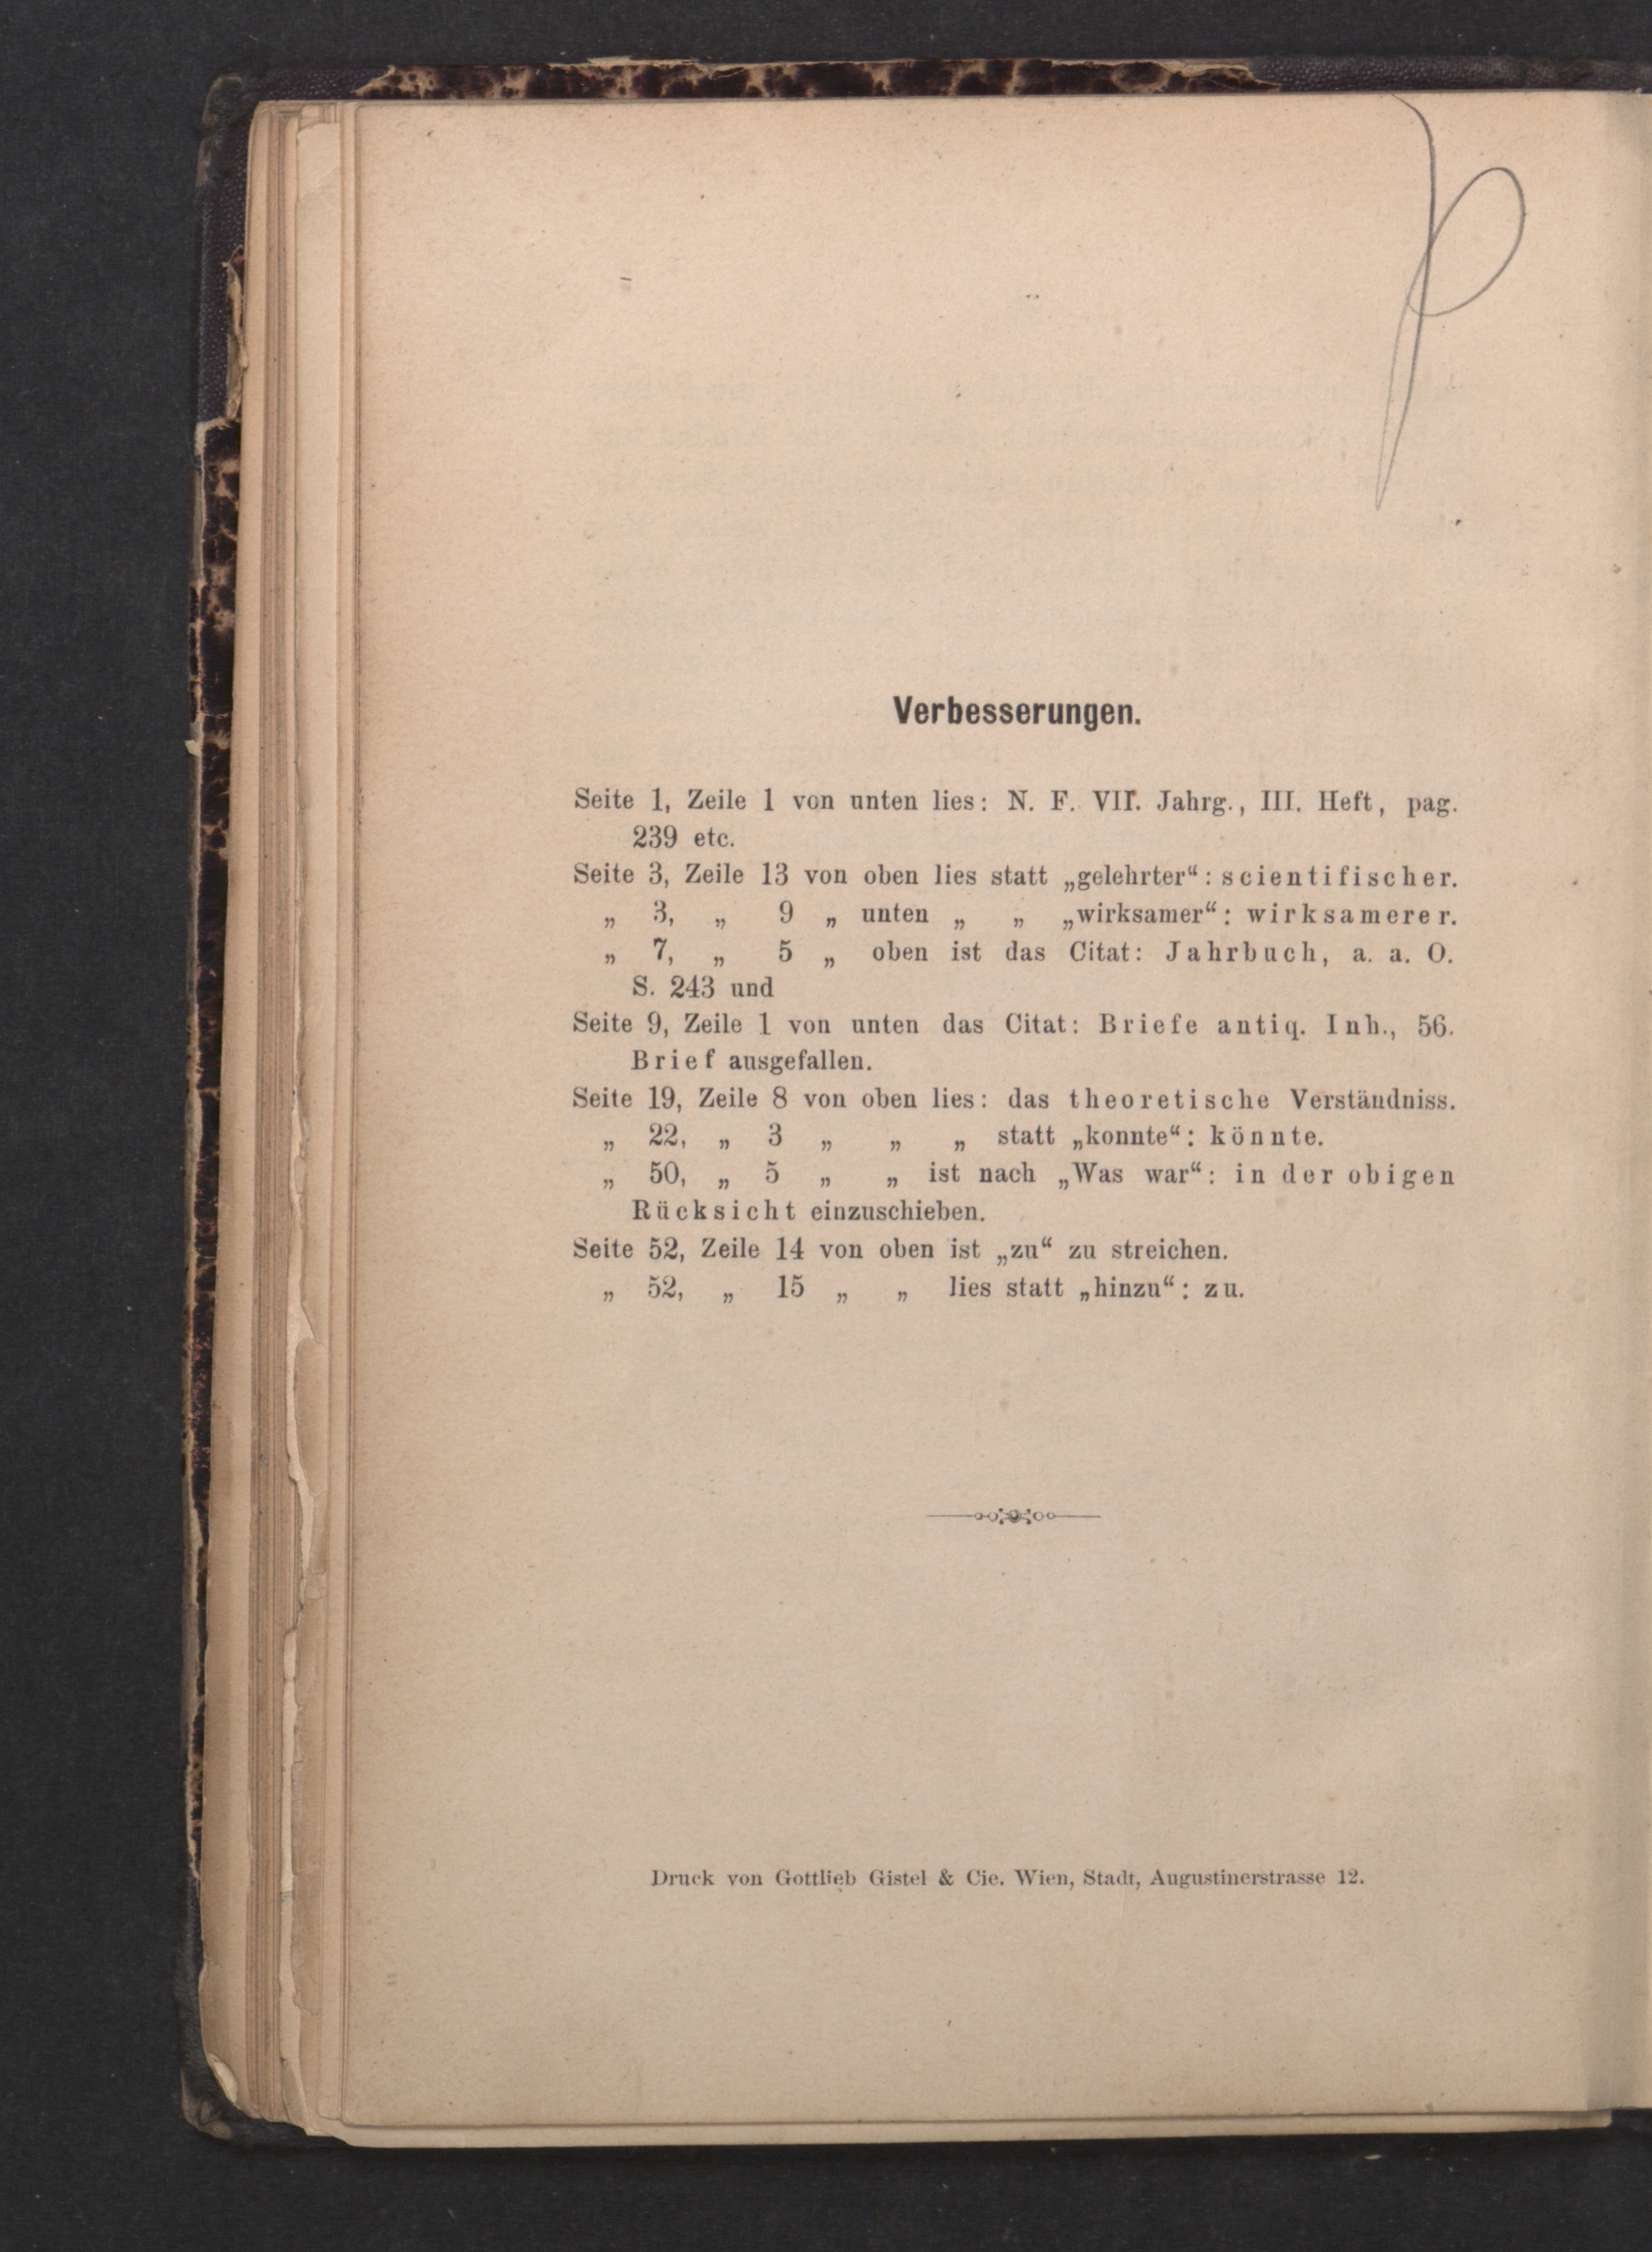 Verbesserungen.
Seite 1, Zeile 1 von unten lies: N. F. VII. Jahrg., III. Heft, pag.
239 etc.
Seite 3, Zeile 13 von oben lies statt „gelehrter“: scientifischer.
„ 3, „ 9 „ unten „ „ „wirksamer“: wirksamerer.
„ 7, „ 5 „ oben ist das Citat: Jahrbuch, a. a. O.
S. 243 und
Seite 9, Zeile 1 von unten das Citat: Briefe antiq. Inh., 56.
Brief ausgefallen.
Seite 19, Zeile 8 von oben lies: das theoretische Verständniss.
„ 22, „ 3 „ „ „ statt „konnte“: könnte.
„ 50, „ 5 „ „ ist nach „Was war“: in der obigen
Rücksicht einzuschieben.
Seite 52, Zeile 14 von oben ist „zu“ zu streichen.
„ 52, „ 15 „ „ lies statt „hinzu“: zu.
Druck von Gottlieb Gistel & Cie. Wien, Stadt, Augustinerstrasse 12.